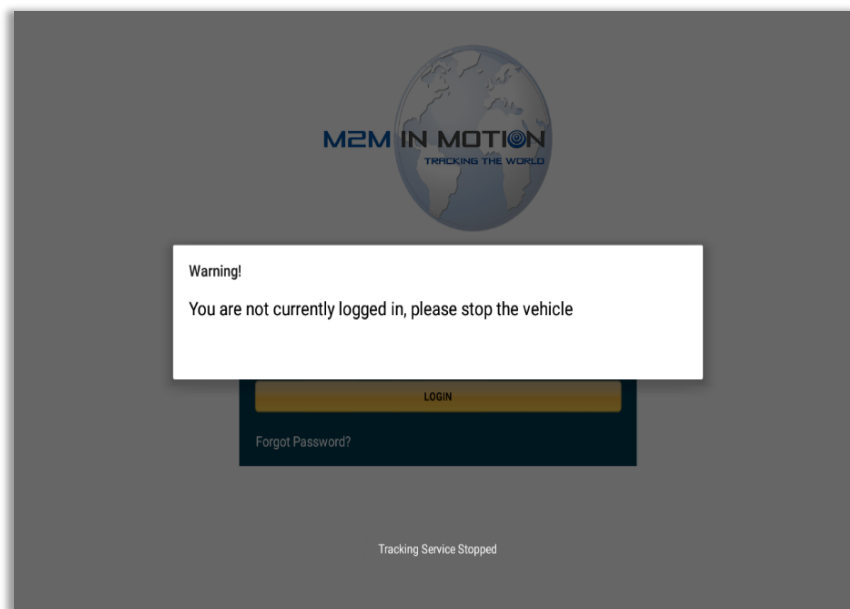 M2M IN MOTION
TRACKING THE WORLD
Warning!
You are not currently logged in, please stop the vehicle
LOGIN
Forgot Password?
Tracking Service Stopped